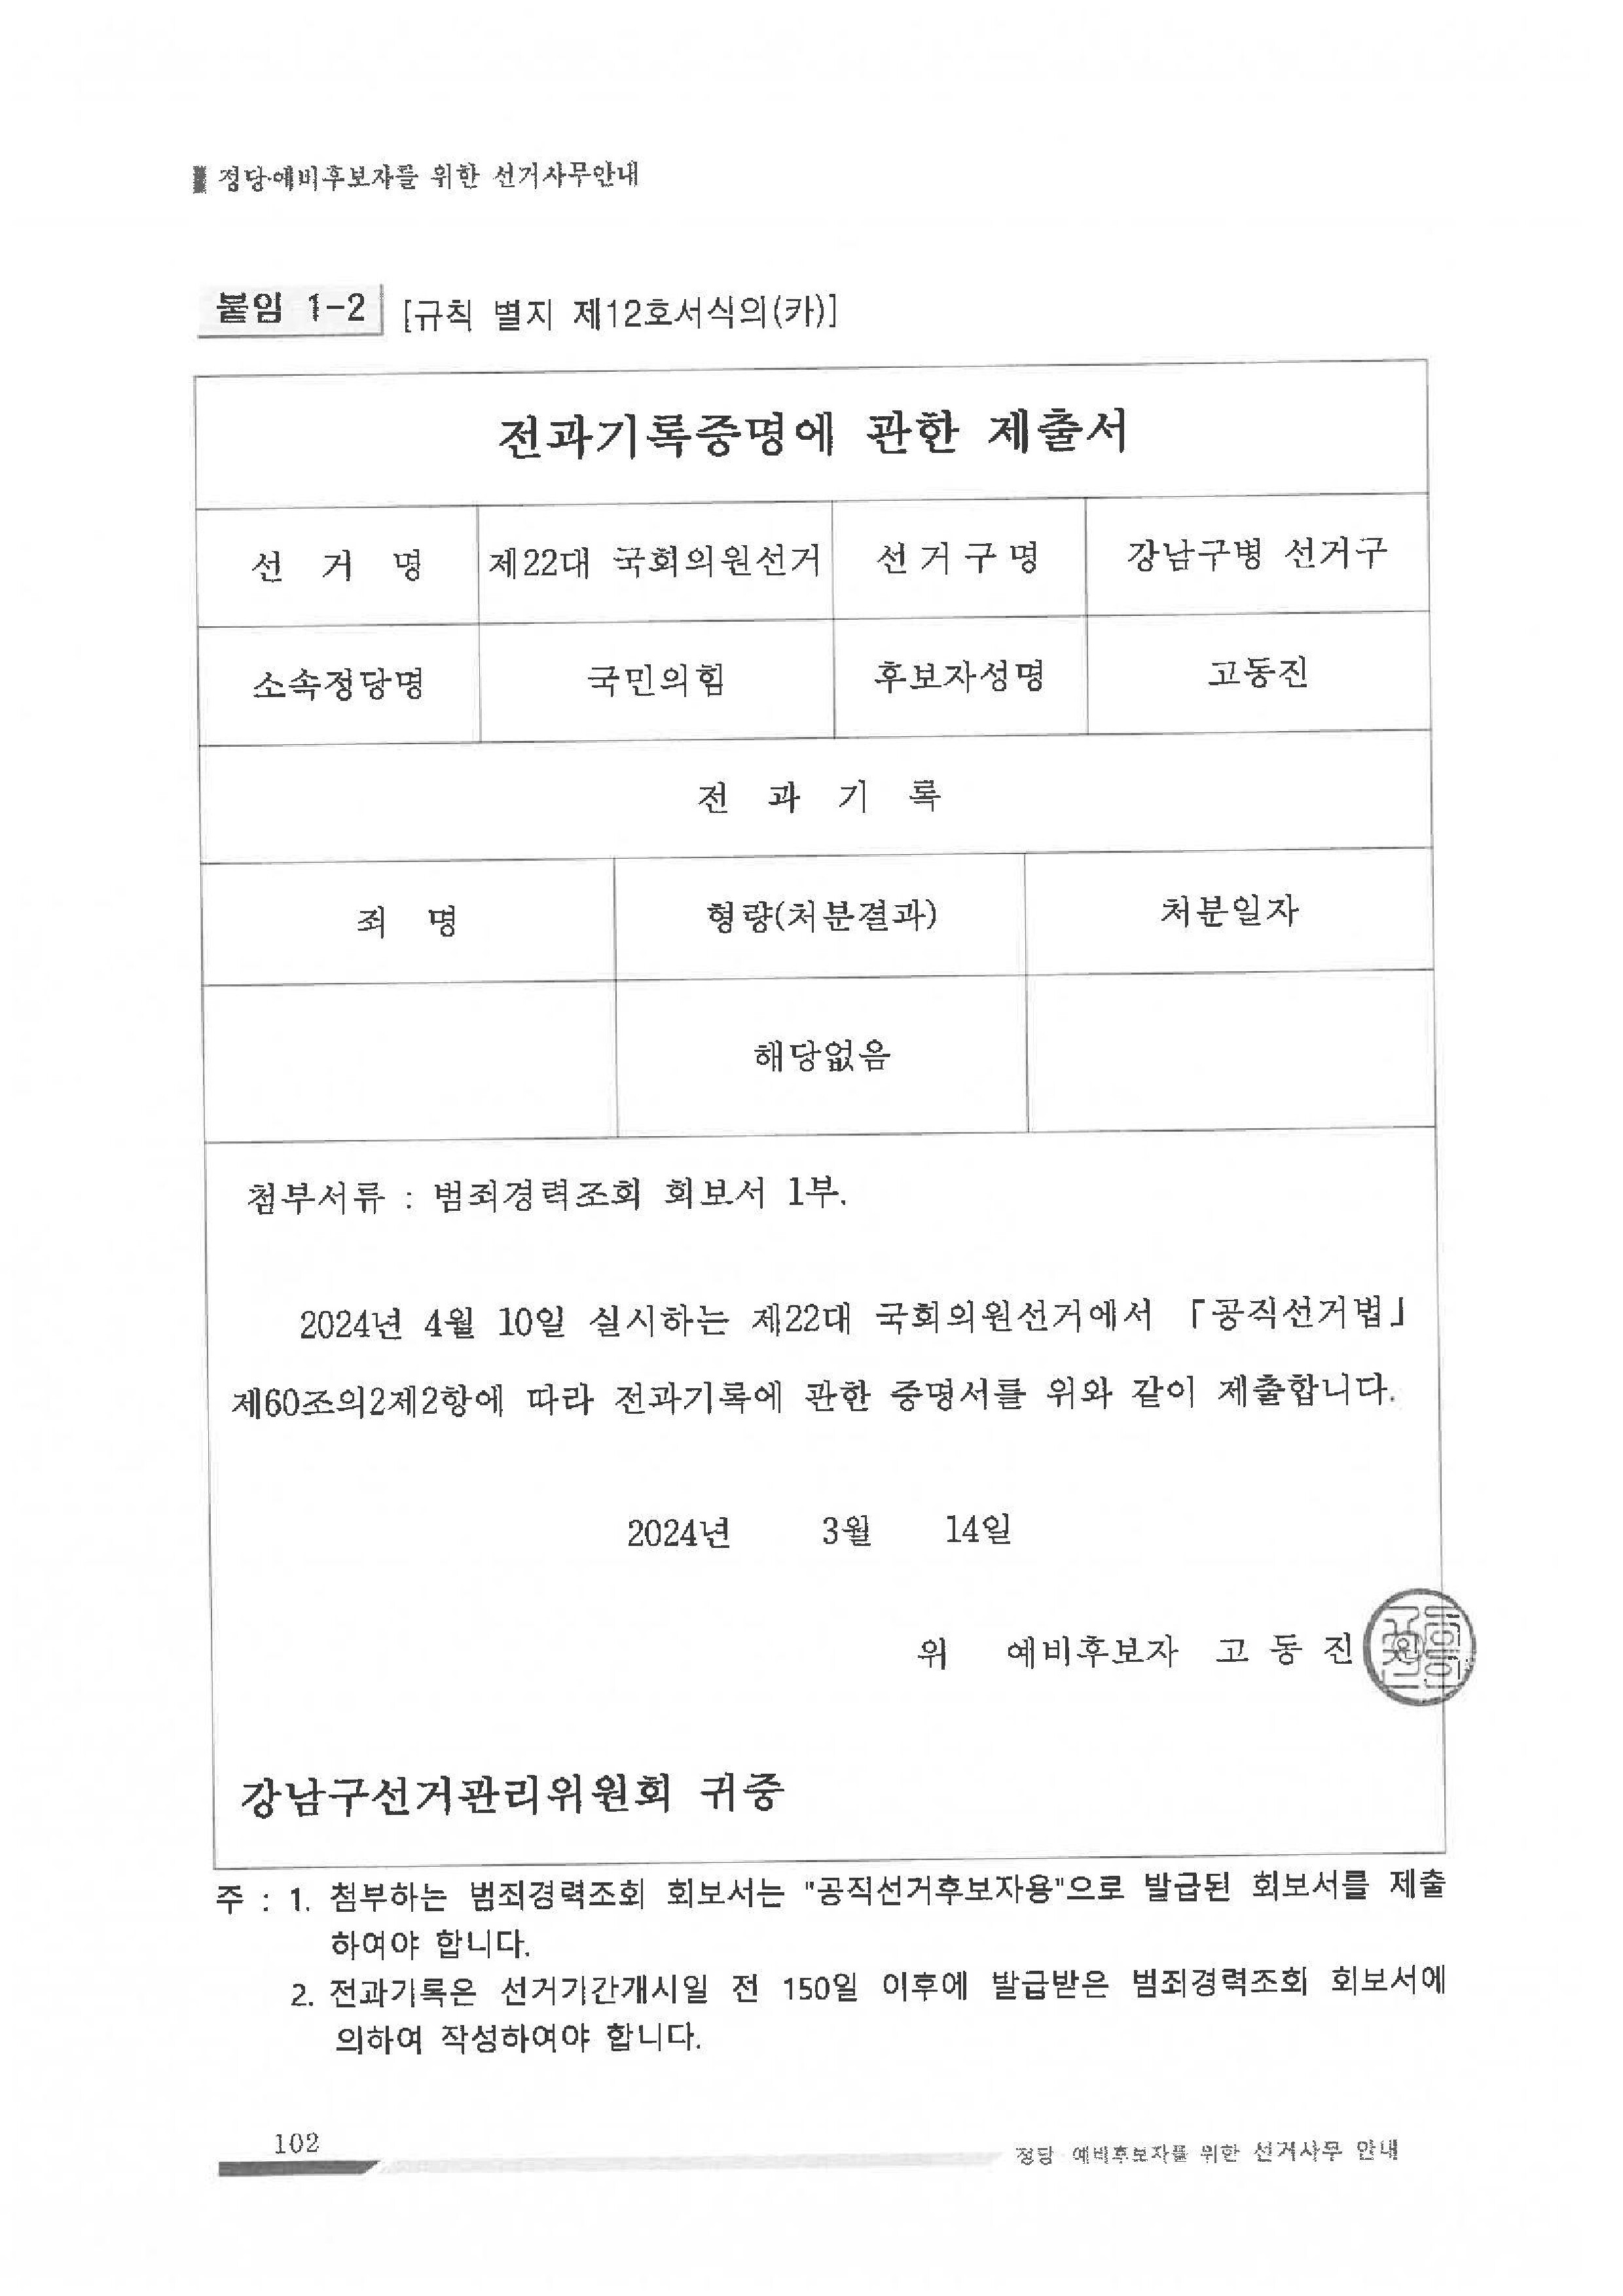 정당·예비후보자를 위한 선거사무안내
붙임 1-2 [규칙 별지 제12호서식의(카)]
전과기록증명에 관한 제출서
선 거 명 제22대 국회의원선거 선거구명 강남구병 선거구
소속정당명 국민의힘 후보자성명 고동진
전 과 기 록
죄 명 형량(처분결과) 처분일자
해당없음
첨부서류 : 범죄경력조회 회보서 1부.
2024년 4월 10일 실시하는 제22대 국회의원선거에서 「공직선거법」
제60조의2제2항에 따라 전과기록에 관한 증명서를 위와 같이 제출합니다.
2024년 3월 14일
위 예비후보자 고 동 진
강남구선거관리위원회 귀중
주 : 1. 첨부하는 범죄경력조회 회보서는 "공직선거후보자용"으로 발급된 회보서를 제출
하여야 합니다.
2. 전과기록은 선거기간개시일 전 150일 이후에 발급받은 범죄경력조회 회보서에
의하여 작성하여야 합니다.
102
정당·예비후보자를 위한 선거사무 안내